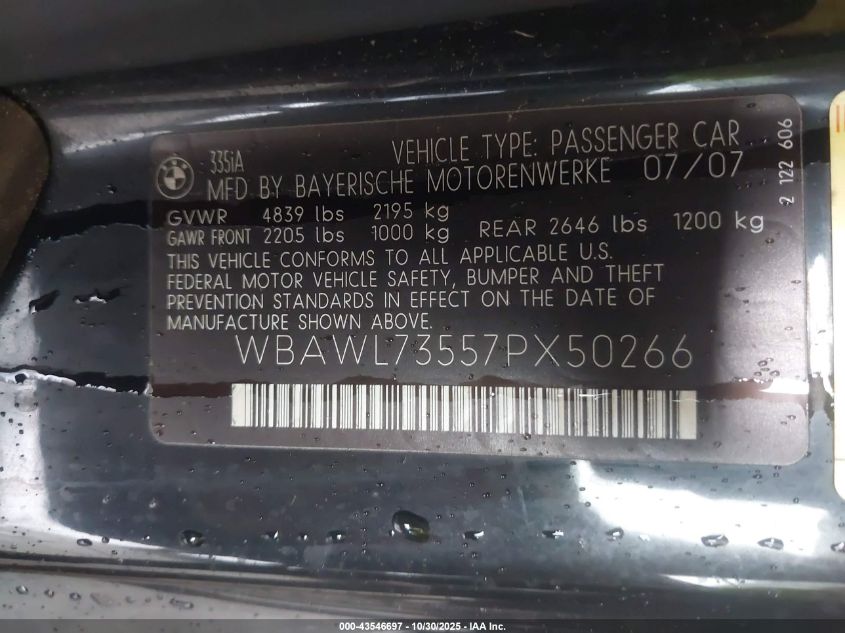 335iA
VEHICLE TYPE: PASSENGER CAR
MFD BY BAYERISCHE MOTORENWERKE 07/07
GVWR 4839 lbs 2195 kg
GAWR FRONT 2205 lbs 1000 kg REAR 2646 lbs 1200 kg
THIS VEHICLE CONFORMS TO ALL APPLICABLE U.S.
FEDERAL MOTOR VEHICLE SAFETY, BUMPER AND THEFT
PREVENTION STANDARDS IN EFFECT ON THE DATE OF
MANUFACTURE SHOWN ABOVE.
WBAWL73557PX50266
2 122 606
000-43546697 - 10/30/2025 - IAA Inc.